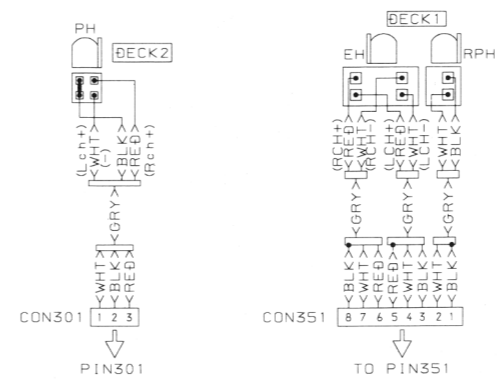 PH
DECK2
(Lch+)
WHT
(-)
BLK
RED
(Rch+)
GRY
WHT
BLK
RED
CON301
1 2 3
PIN301
DECK1
EH
RPH
(RCH+)
RED
WHT
(RCH-)
(LCH+)
RED
WHT
(LCH-)
WHT
BLK
GRY
GRY
GRY
BLK
WHT
RED
RED
WHT
BLK
WHT
BLK
CON351
8 7 6 5 4 3 2 1
TO PIN351